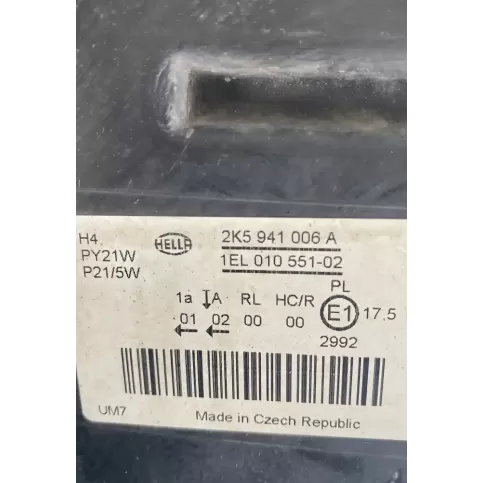 H4 HELLA 2K5 941 006 A
PY21W 1EL 010 551-02
P21/5W PL
1a A RL HC/R E1 17,5
01 02 00 00
2992
UM7 Made in Czech Republic